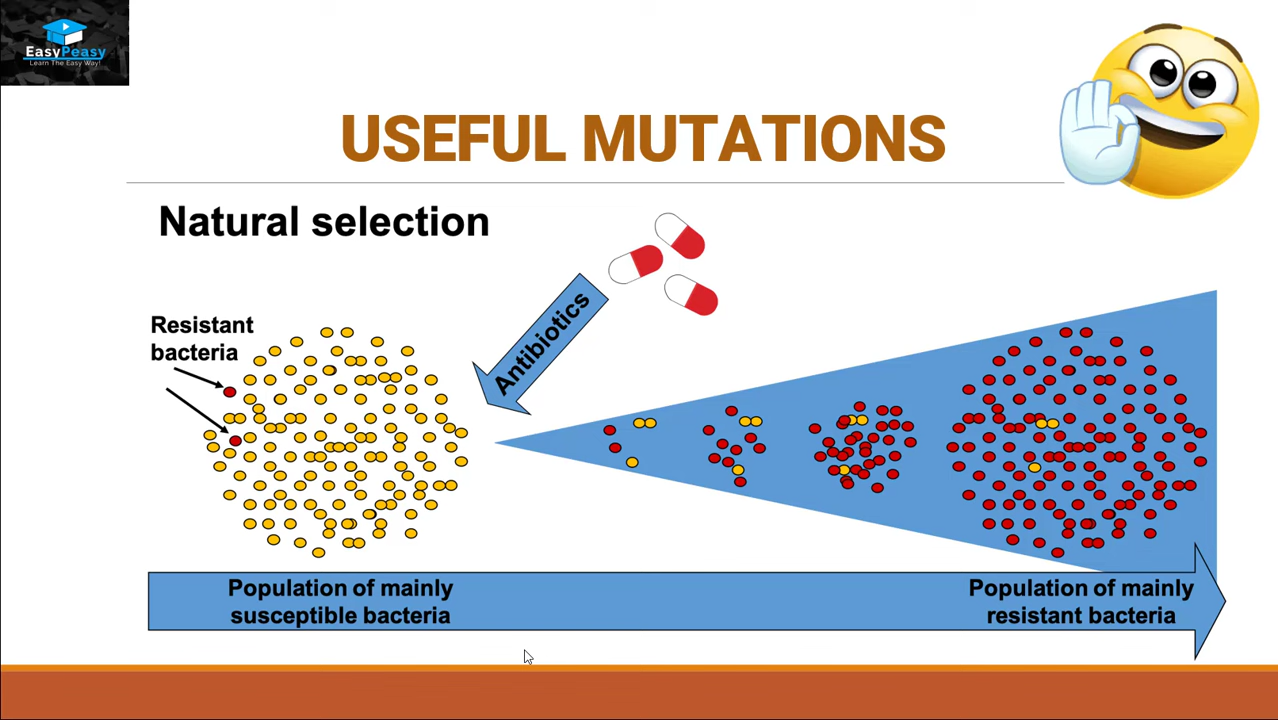 EasyPeasy
Learn The Easy Way!
USEFUL MUTATIONS
Natural selection
Antibiotics
Resistant
bacteria
Population of mainly
susceptible bacteria
Population of mainly
resistant bacteria